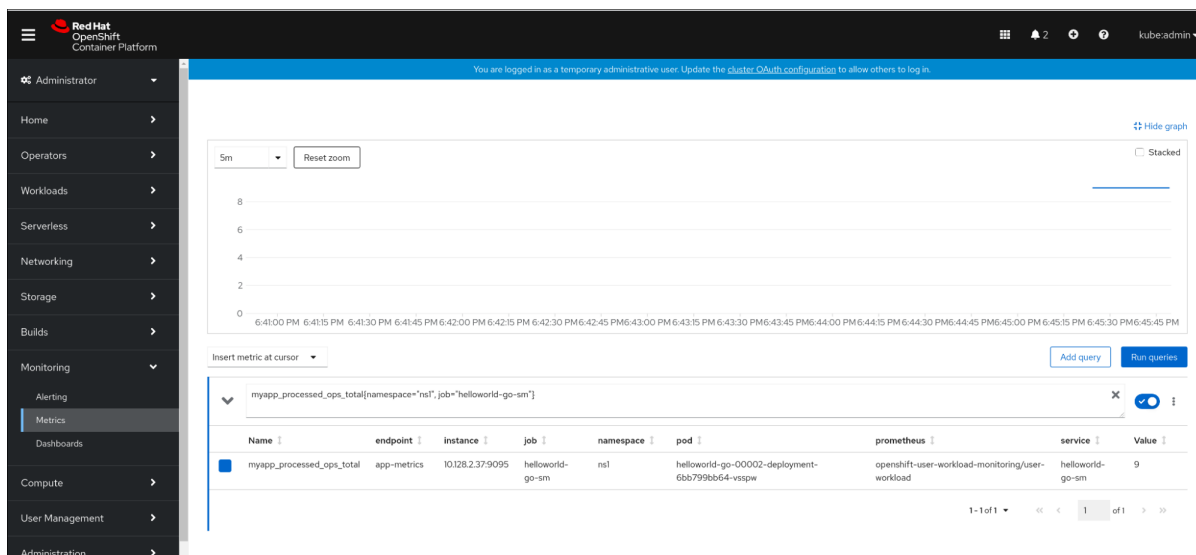 Red Hat
OpenShift
Container Platform
2
kube:admin
Administrator
You are logged in as a temporary administrative user. Update the cluster OAuth configuration to allow others to log in.
Home
Hide graph
Operators
5m
Reset zoom
Stacked
Workloads
8
Serverless
6
Networking
4
Storage
2
0
6:41:00 PM 6:41:15 PM 6:41:30 PM 6:41:45 PM 6:42:00 PM 6:42:15 PM 6:42:30 PM 6:42:45 PM 6:43:00 PM 6:43:15 PM 6:43:30 PM 6:43:45 PM 6:44:00 PM 6:44:15 PM 6:44:30 PM 6:44:45 PM 6:45:00 PM 6:45:15 PM 6:45:30 PM 6:45:45 PM
Builds
Monitoring
Insert metric at cursor
Add query
Run queries
Alerting
myapp_processed_ops_total{namespace="ns1", job="helloworld-go-sm"}
Metrics
Dashboards
Name endpoint instance job namespace pod prometheus service Value
myapp_processed_ops_total app-metrics 10.128.2.37:9095 helloworld- ns1 helloworld-go-00002-deployment- openshift-user-workload-monitoring/user- helloworld- 9
go-sm 6bb799bb64-vsspw workload go-sm
Compute
1-1 of 1
1 of 1
User Management
Administration